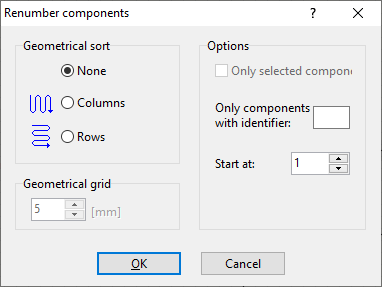 Renumber components
?
Geometrical sort
None
Columns
Rows
Geometrical grid
5 [mm]
Options
Only selected compone
Only components
with identifier:
Start at: 1
OK Cancel